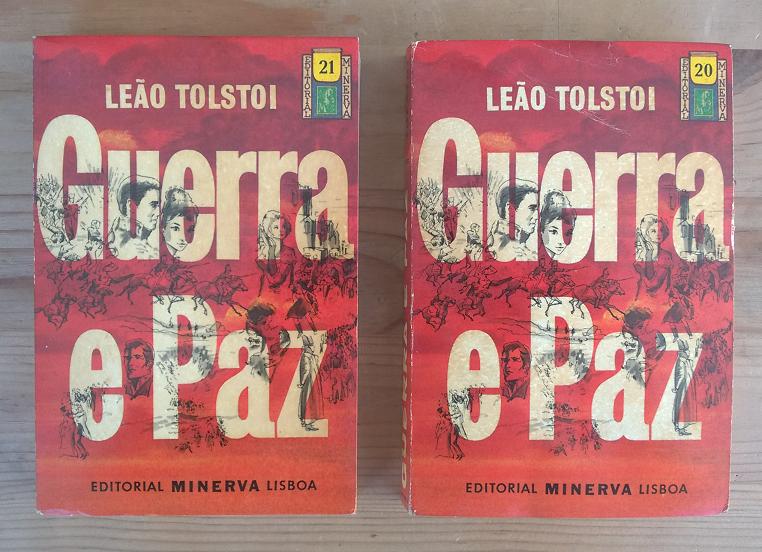 21
EDITORIAL
MINERVA
LEÃO TOLSTOI
Guerra
e Paz
EDITORIAL MINERVA LISBOA
20
EDITORIAL
MINERVA
LEÃO TOLSTOI
Guerra
e Paz
EDITORIAL MINERVA LISBOA